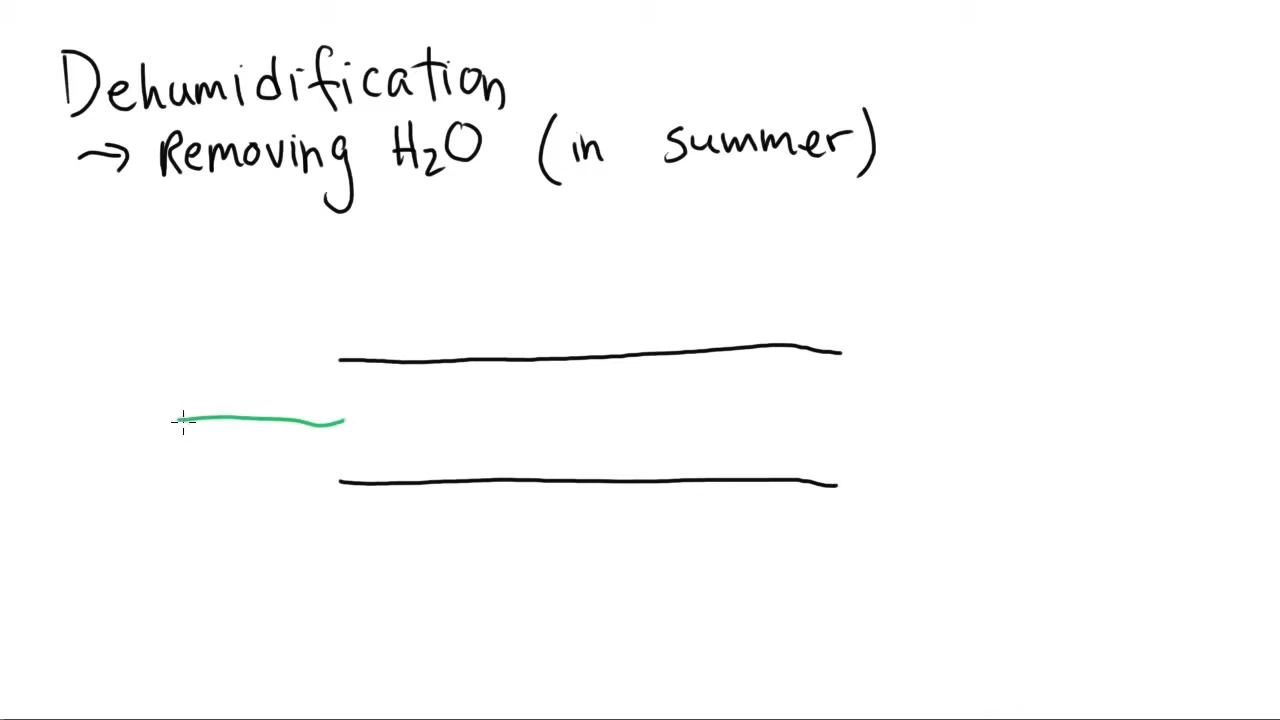 Dehumidification
→ Removing H₂O (in summer)